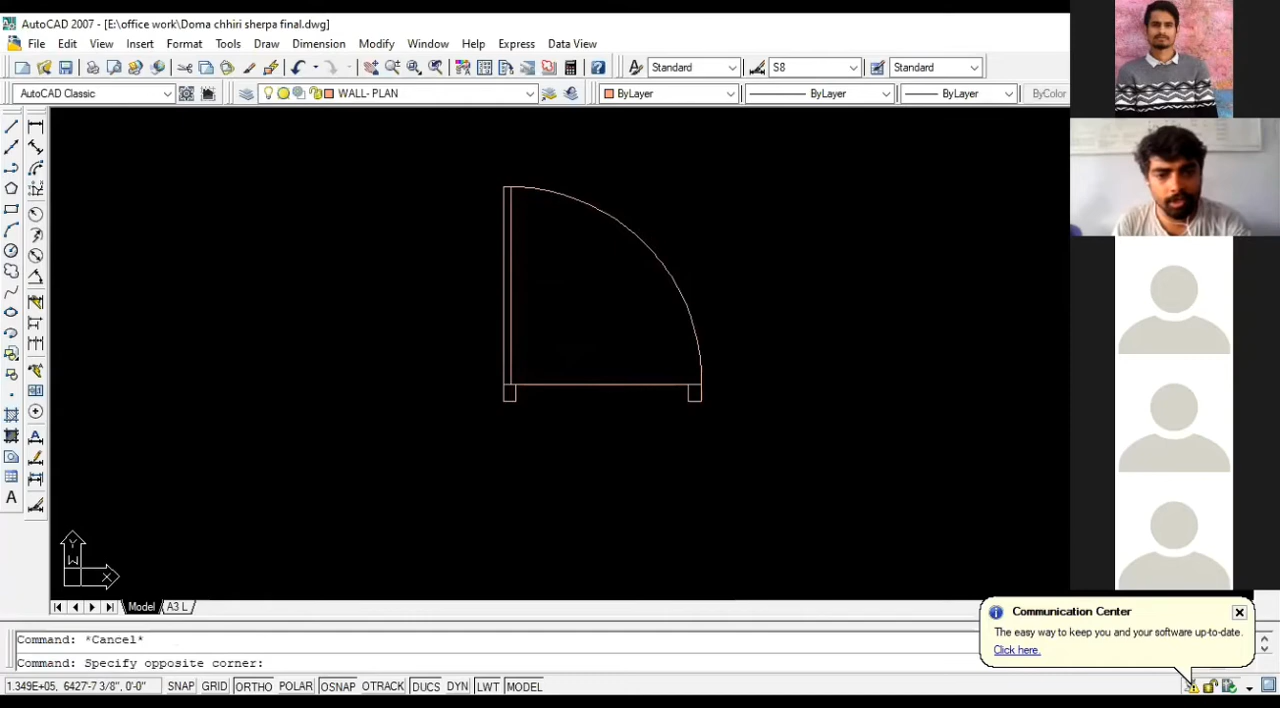 AutoCAD 2007 - [E:\office work\Doma chhiri sherpa final.dwg]
File Edit View Insert Format Tools Draw Dimension Modify Window Help Express Data View
Standard S8 Standard
AutoCAD Classic WALL- PLAN ByLayer ByLayer ByLayer ByColor
A
Y
W
X
Model A3 L
Communication Center
The easy way to keep you and your software up-to-date.
Click here.
Command: *Cancel*
Command: Specify opposite corner:
1.349E+05, 6427-7 3/8", 0'-0" SNAP GRID ORTHO POLAR OSNAP OTRACK DUCS DYN LWT MODEL